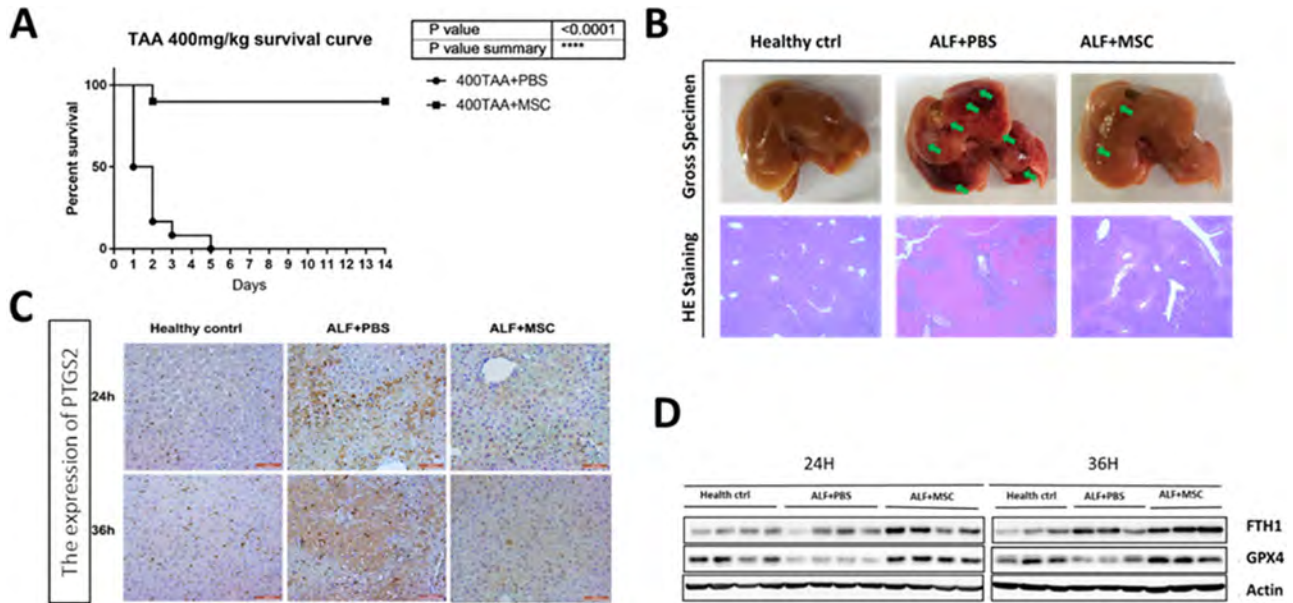 A
TAA 400mg/kg survival curve
P value <0.0001
P value summary ****
400TAA+PBS
400TAA+MSC
Percent survival
100
50
0
0 1 2 3 4 5 6 7 8 9 10 11 12 13 14
Days
B
Healthy ctrl ALF+PBS ALF+MSC
Gross Specimen
HE Staining
C
The expression of PTGS2
Healthy contrl ALF+PBS ALF+MSC
24h
36h
D
24H 36H
Health ctrl ALF+PBS ALF+MSC Health ctrl ALF+PBS ALF+MSC
FTH1
GPX4
Actin